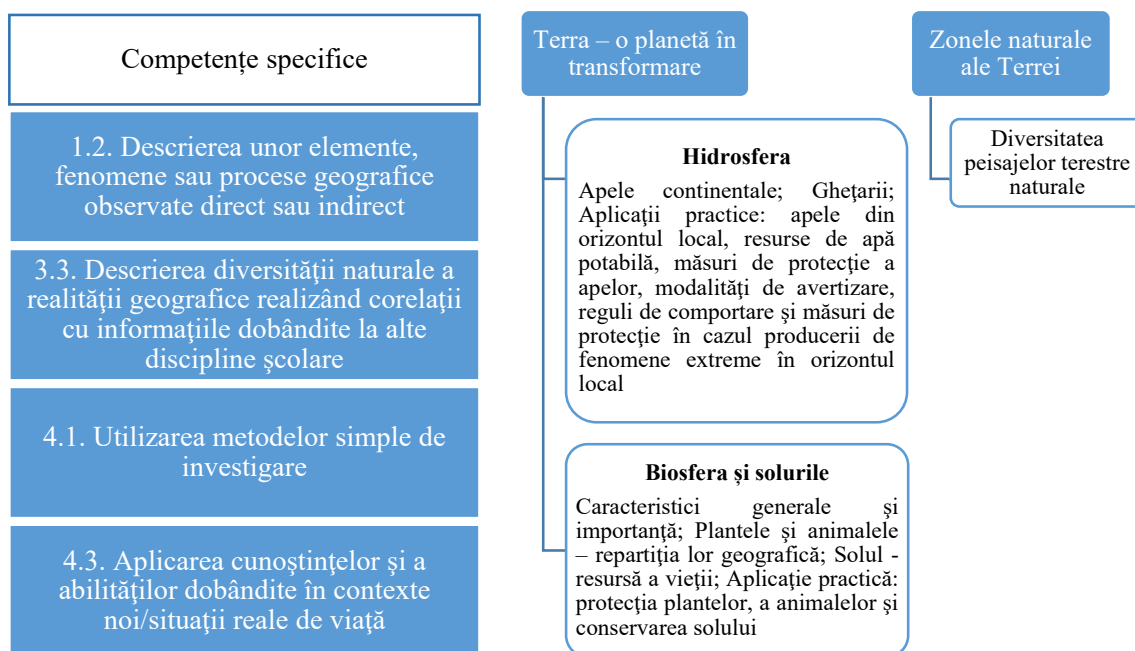 Competențe specifice
1.2. Descrierea unor elemente,
fenomene sau procese geografice
observate direct sau indirect
3.3. Descrierea diversităţii naturale a
realităţii geografice realizând corelaţii
cu informaţiile dobândite la alte
discipline şcolare
4.1. Utilizarea metodelor simple de
investigare
4.3. Aplicarea cunoştinţelor şi a
abilităţilor dobândite în contexte
noi/situaţii reale de viaţă
Terra – o planetă în
transformare
Hidrosfera
Apele continentale; Gheţarii;
Aplicaţii practice: apele din
orizontul local, resurse de apă
potabilă, măsuri de protecţie a
apelor, modalităţi de avertizare,
reguli de comportare şi măsuri de
protecţie în cazul producerii de
fenomene extreme în orizontul
local
Biosfera și solurile
Caracteristici generale şi
importanţă; Plantele şi animalele
– repartiţia lor geografică; Solul -
resursă a vieţii; Aplicaţie practică:
protecţia plantelor, a animalelor şi
conservarea solului
Zonele naturale
ale Terrei
Diversitatea
peisajelor terestre
naturale